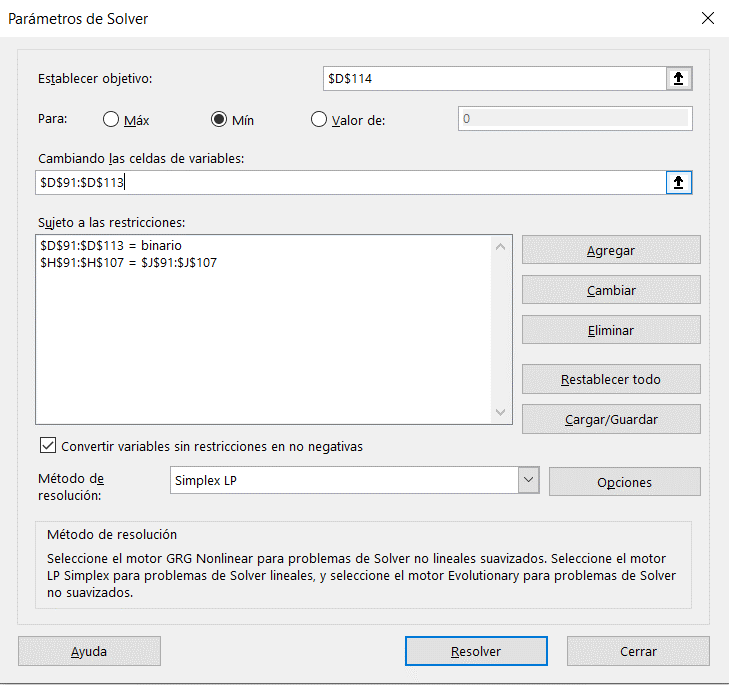 Parámetros de Solver
Establecer objetivo:
$D$114
Para:
Máx
Mín
Valor de:
0
Cambiando las celdas de variables:
$D$91:$D$113
Sujeto a las restricciones:
$D$91:$D$113 = binario
$H$91:$H$107 = $J$91:$J$107
Agregar
Cambiar
Eliminar
Restablecer todo
Cargar/Guardar
Convertir variables sin restricciones en no negativas
Método de
resolución:
Simplex LP
Opciones
Método de resolución
Seleccione el motor GRG Nonlinear para problemas de Solver no lineales suavizados. Seleccione el motor
LP Simplex para problemas de Solver lineales, y seleccione el motor Evolutionary para problemas de Solver
no suavizados.
Ayuda
Resolver
Cerrar